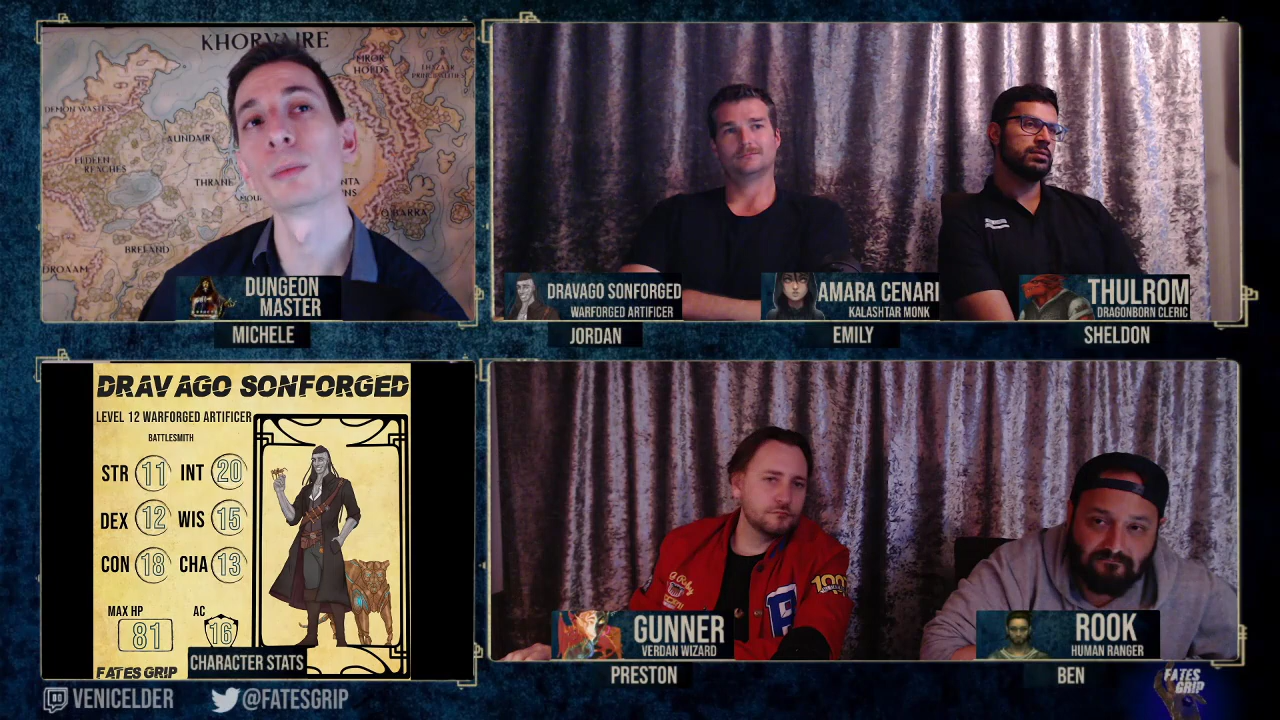 KHORVAIRE
MROR
HORDS
DEMON WASTES
AUNDAIR
ELDEEN
REACHES
THRANE
Q'BARRA
BRELAND
DROAAM
DUNGEON
MASTER
MICHELE
DRAVAGO SONFORGED
WARFORGED ARTIFICER
JORDAN
AMARA CENARI
KALASHTAR MONK
EMILY
THULROM
DRAGONBORN CLERIC
SHELDON
DRAVAGO SONFORGED
LEVEL 12 WARFORGED ARTIFICER
BATTLESMITH
STR 11 INT 20
DEX 12 WIS 15
CON 18 CHA 13
MAX HP AC
81 16
FATES GRIP
CHARACTER STATS
GUNNER
VERDAN WIZARD
PRESTON
ROOK
HUMAN RANGER
BEN
VENICELDER @FATESGRIP
FATES
GRIP